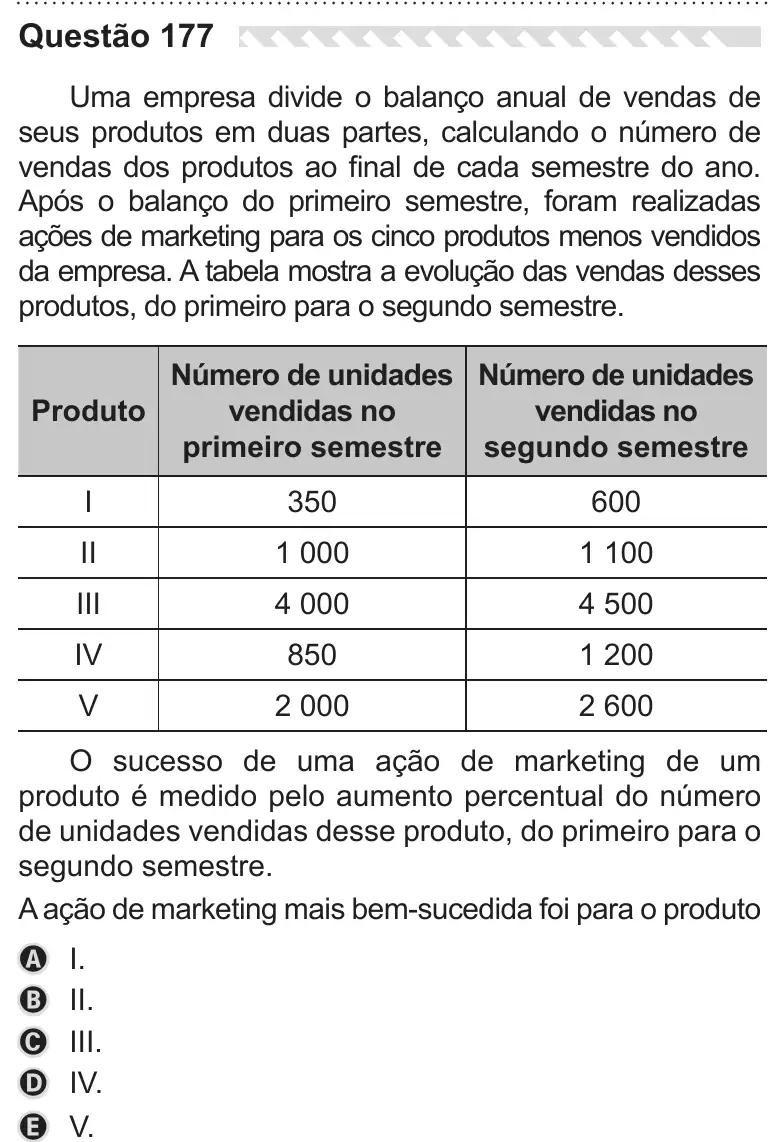 Questão 177
Uma empresa divide o balanço anual de vendas de
seus produtos em duas partes, calculando o número de
vendas dos produtos ao final de cada semestre do ano.
Após o balanço do primeiro semestre, foram realizadas
ações de marketing para os cinco produtos menos vendidos
da empresa. A tabela mostra a evolução das vendas desses
produtos, do primeiro para o segundo semestre.
Produto
Número de unidades
vendidas no
primeiro semestre
Número de unidades
vendidas no
segundo semestre
I 350 600
II 1 000 1 100
III 4 000 4 500
IV 850 1 200
V 2 000 2 600
O sucesso de uma ação de marketing de um
produto é medido pelo aumento percentual do número
de unidades vendidas desse produto, do primeiro para o
segundo semestre.
A ação de marketing mais bem-sucedida foi para o produto
A I.
B II.
C III.
D IV.
E V.